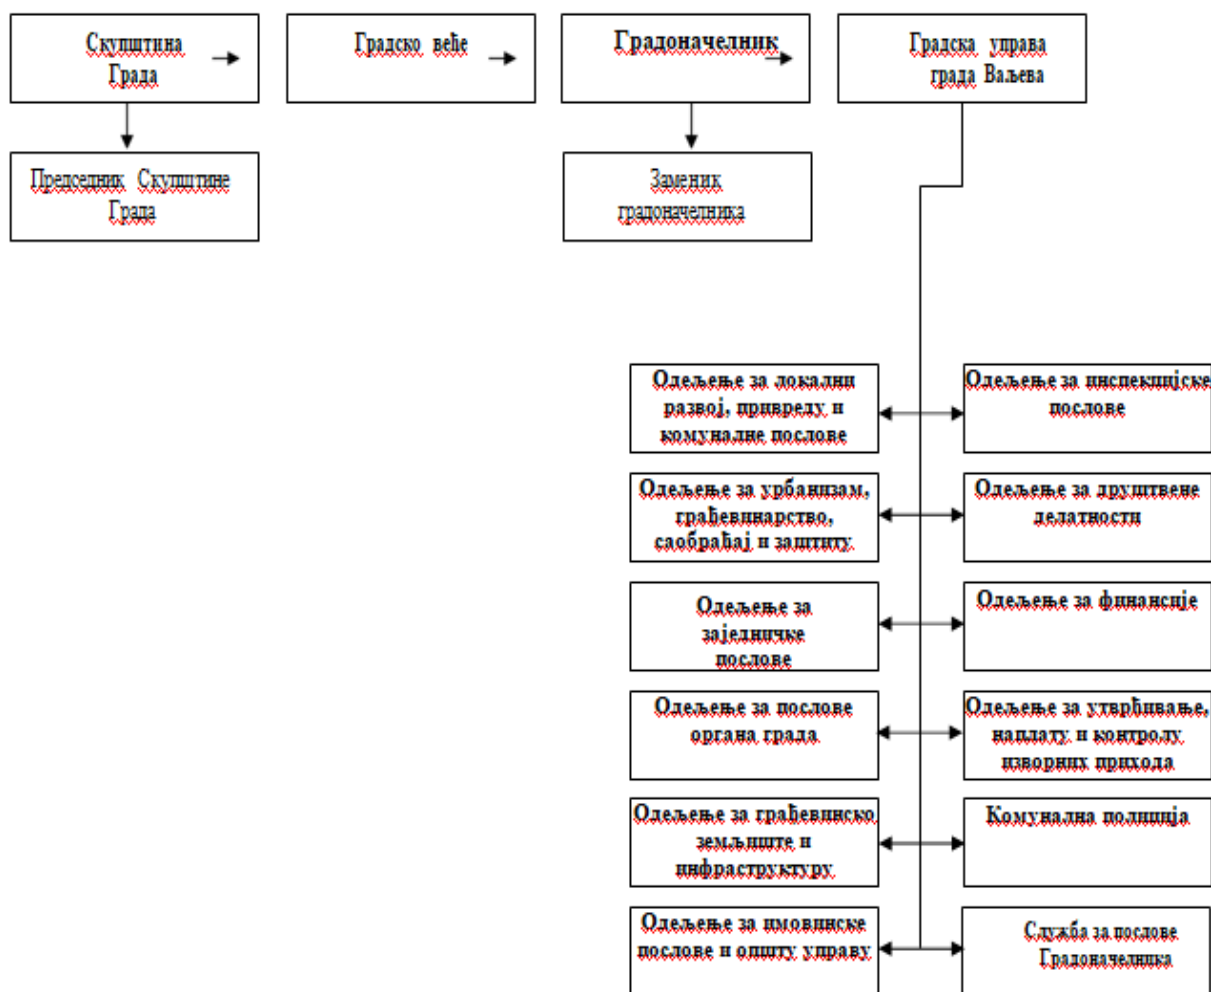 Скупштина
Града
Градско веће
Градоначелник
Градска управа
града Ваљева
Председник Скупштине
Града
Заменик
градоначелника
Одељење за локални
развој, привреду и
комуналне послове
Одељење за инспекцијске
послове
Одељење за урбанизам,
грађевинарство,
саобраћај и заштиту
Одељење за друштвене
делатности
Одељење за
заједничке
послове
Одељење за финансије
Одељење за послове
органа града
Одељење за утврђивање,
наплату и контролу
изворних прихода
Одељење за грађевинско
земљиште и
инфраструктуру
Комунална полиција
Одељење за имовинске
послове и општу управу
Служба за послове
Градоначелника